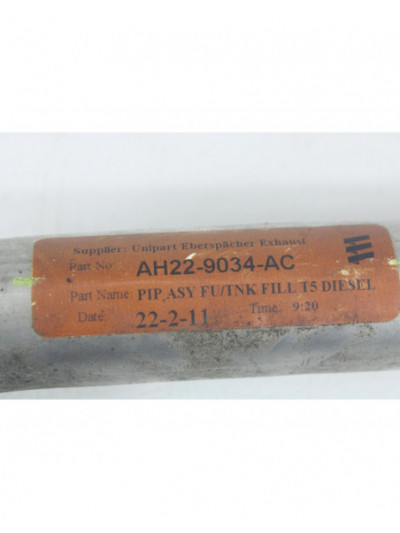 Supplier: Unipart Eberspächer Exhaust
Part No: AH22-9034-AC
Part Name: PIP,ASY FU/TNK FILL T5 DIESEL
Date: 22-2-11 Time: 9:20